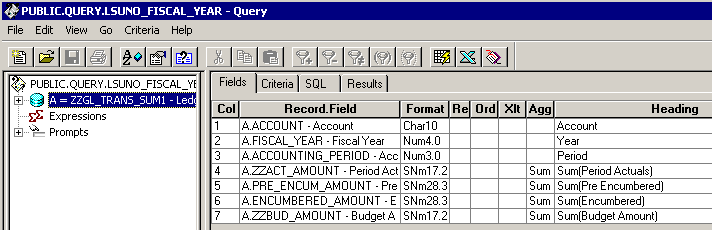 PUBLIC.QUERY.LSUNO_FISCAL_YEAR - Query
File Edit View Go Criteria Help
PUBLIC.QUERY.LSUNO_FISCAL_YE
A = ZZGL_TRANS_SUM1 - Ledg
Expressions
Prompts
Fields Criteria SQL Results
Col Record.Field Format Re Ord Xlt Agg Heading
1 A.ACCOUNT - Account Char10 Account
2 A.FISCAL_YEAR - Fiscal Year Num4.0 Year
3 A.ACCOUNTING_PERIOD - Acc Num3.0 Period
4 A.ZZACT_AMOUNT - Period Act SNm17.2 Sum Sum(Period Actuals)
5 A.PRE_ENCUM_AMOUNT - Pre SNm28.3 Sum Sum(Pre Encumbered)
6 A.ENCUMBERED_AMOUNT - E SNm28.3 Sum Sum(Encumbered)
7 A.ZZBUD_AMOUNT - Budget A SNm17.2 Sum Sum(Budget Amount)